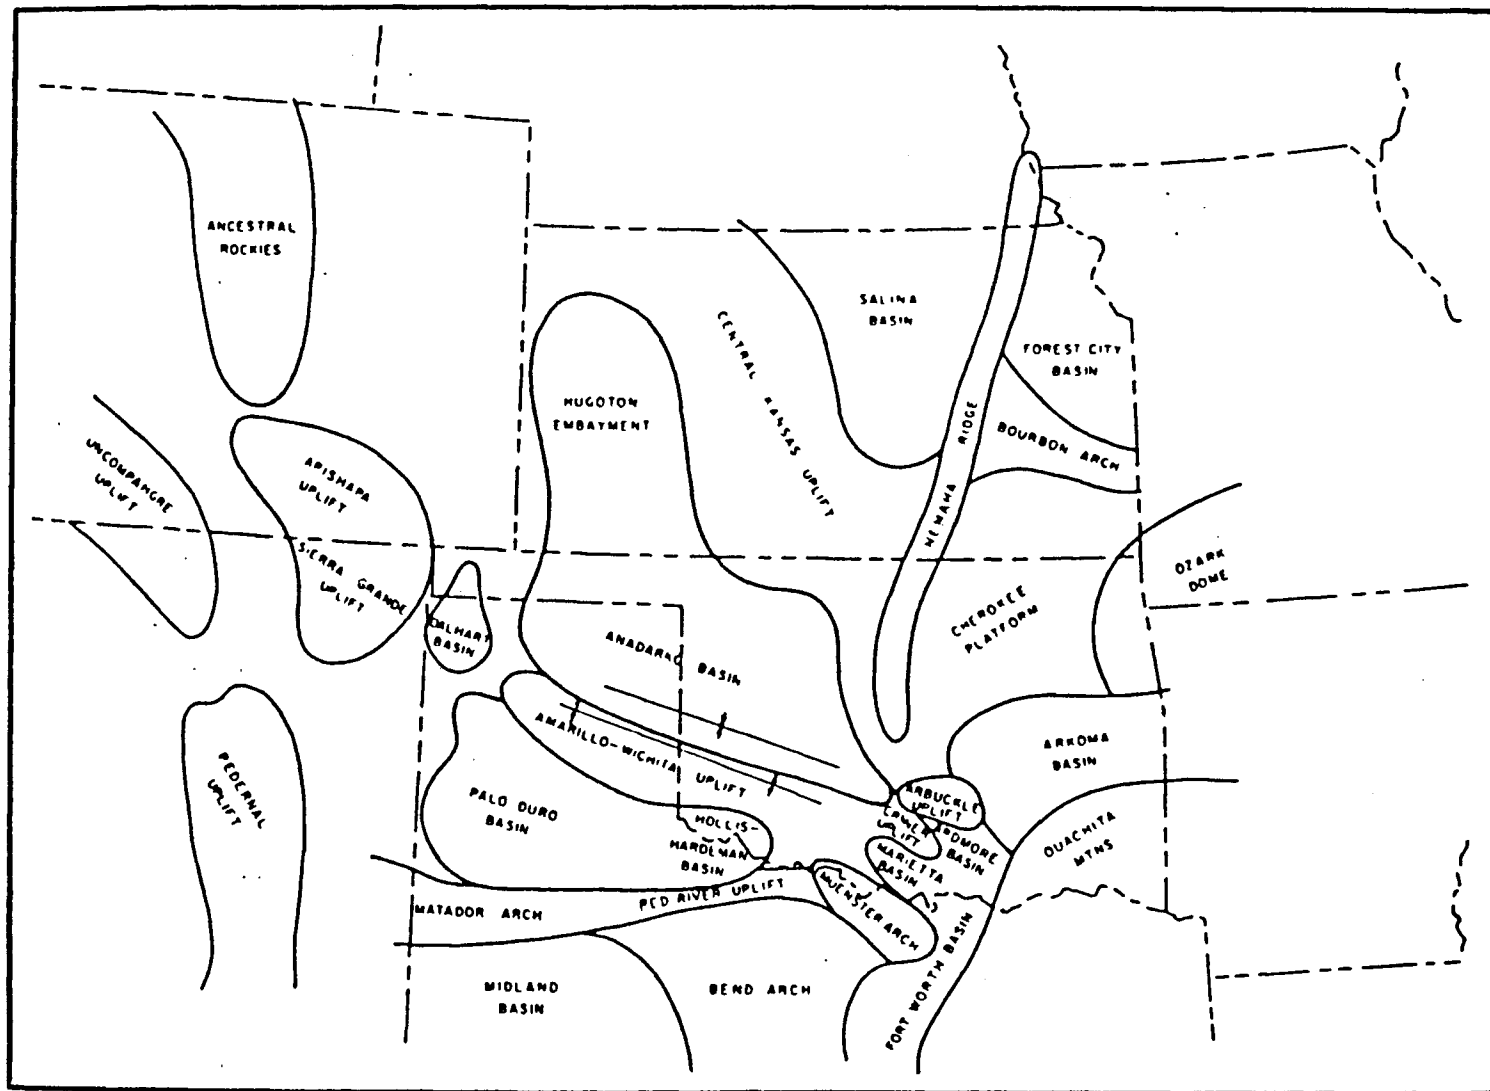 ANCESTRAL
ROCKIES
SALINA
BASIN
CENTRAL KANSAS UPLIFT
FOREST CITY
BASIN
HUGOTON
EMBAYMENT
NEMAHA RIDGE
BOURBON ARCH
UNCOMPAHGRE
UPLIFT
APISHAPA
UPLIFT
SIERRA GRANDE
UPLIFT
OZARK
DOME
CHEROKEE
PLATFORM
DALHART
BASIN
ANADARKO BASIN
AMARILLO-WICHITA UPLIFT
ARKOMA
BASIN
PEDERNAL
UPLIFT
PALO DURO
BASIN
HOLLIS-
HARDEMAN
BASIN
ARBUCKLE
UPLIFT
CRINER
UPLIFT
ARDMORE
BASIN
OUACHITA
MTNS
MARIETTA
BASIN
MATADOR ARCH
RED RIVER UPLIFT
MUENSTER ARCH
MIDLAND
BASIN
BEND ARCH
FORT WORTH BASIN